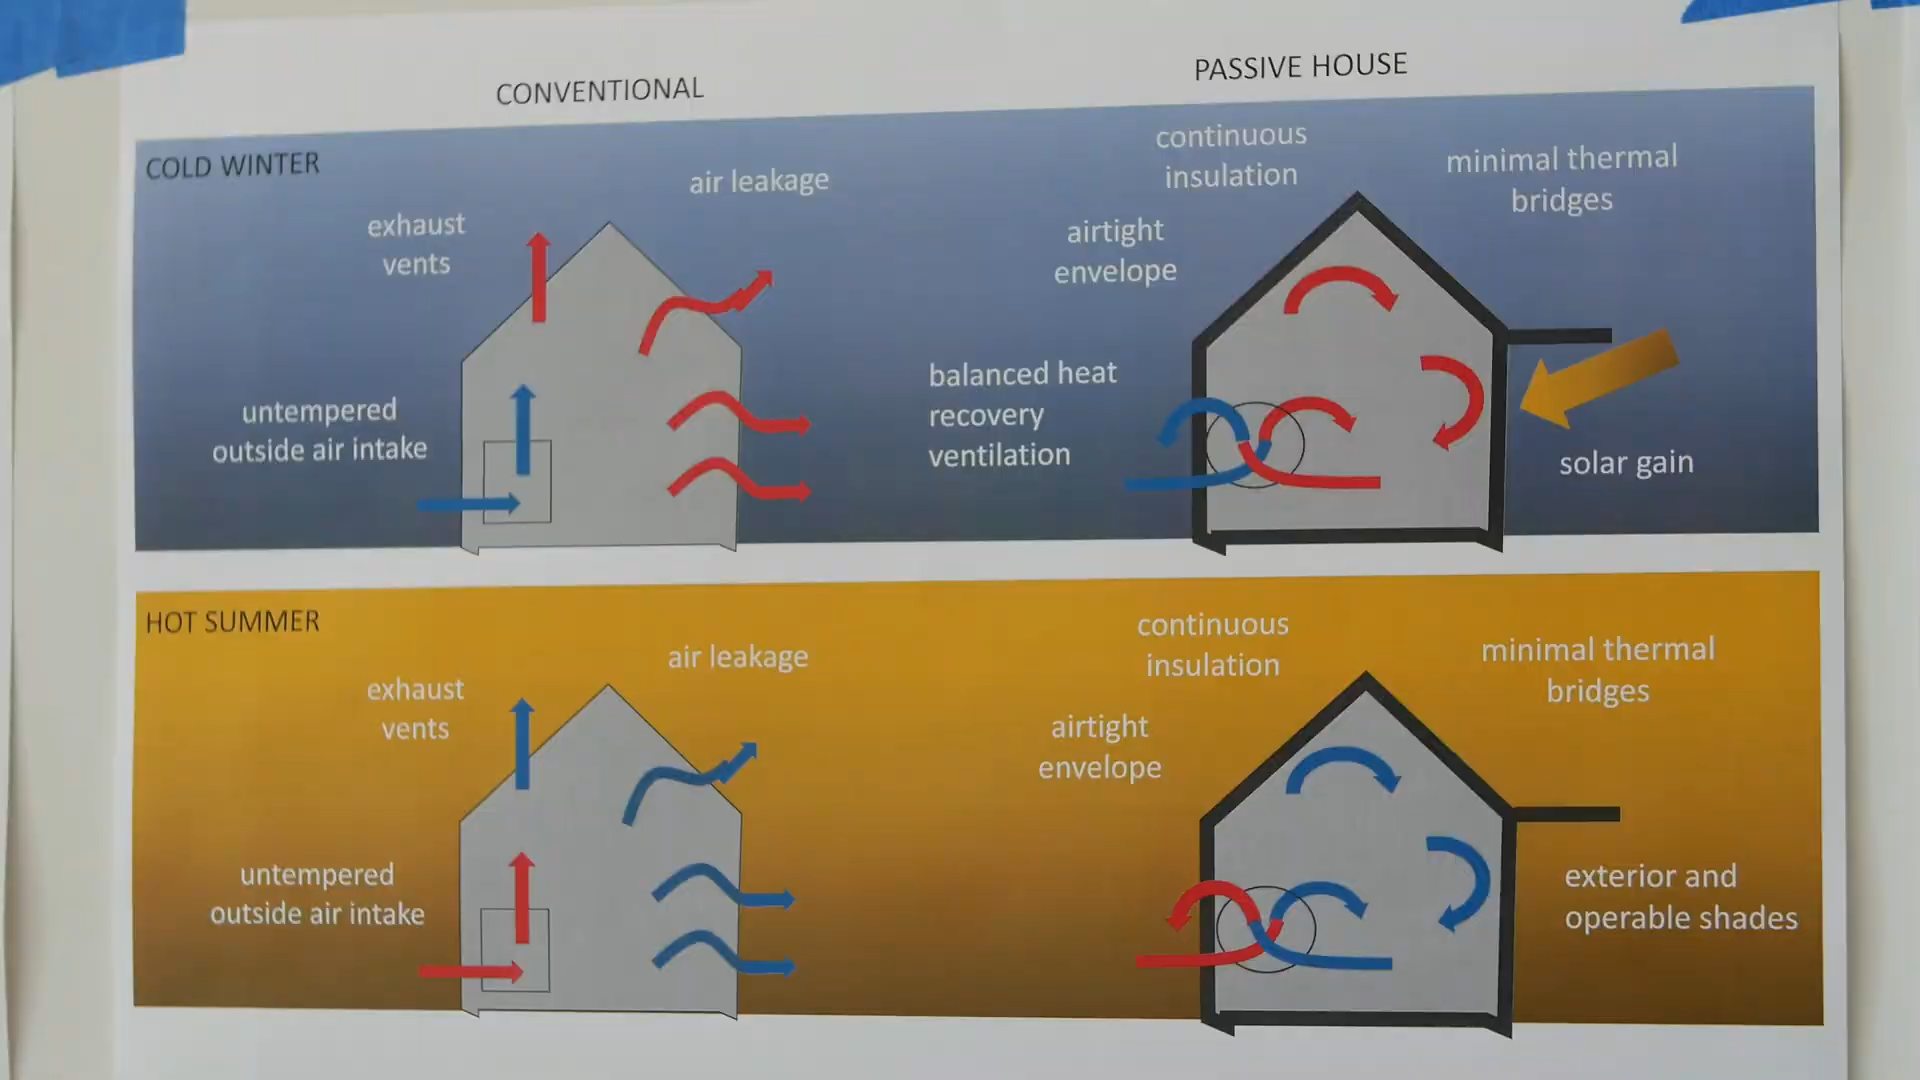 CONVENTIONAL
PASSIVE HOUSE
COLD WINTER
exhaust
vents
air leakage
untempered
outside air intake
continuous
insulation
minimal thermal
bridges
airtight
envelope
balanced heat
recovery
ventilation
solar gain
HOT SUMMER
exhaust
vents
air leakage
untempered
outside air intake
continuous
insulation
minimal thermal
bridges
airtight
envelope
exterior and
operable shades